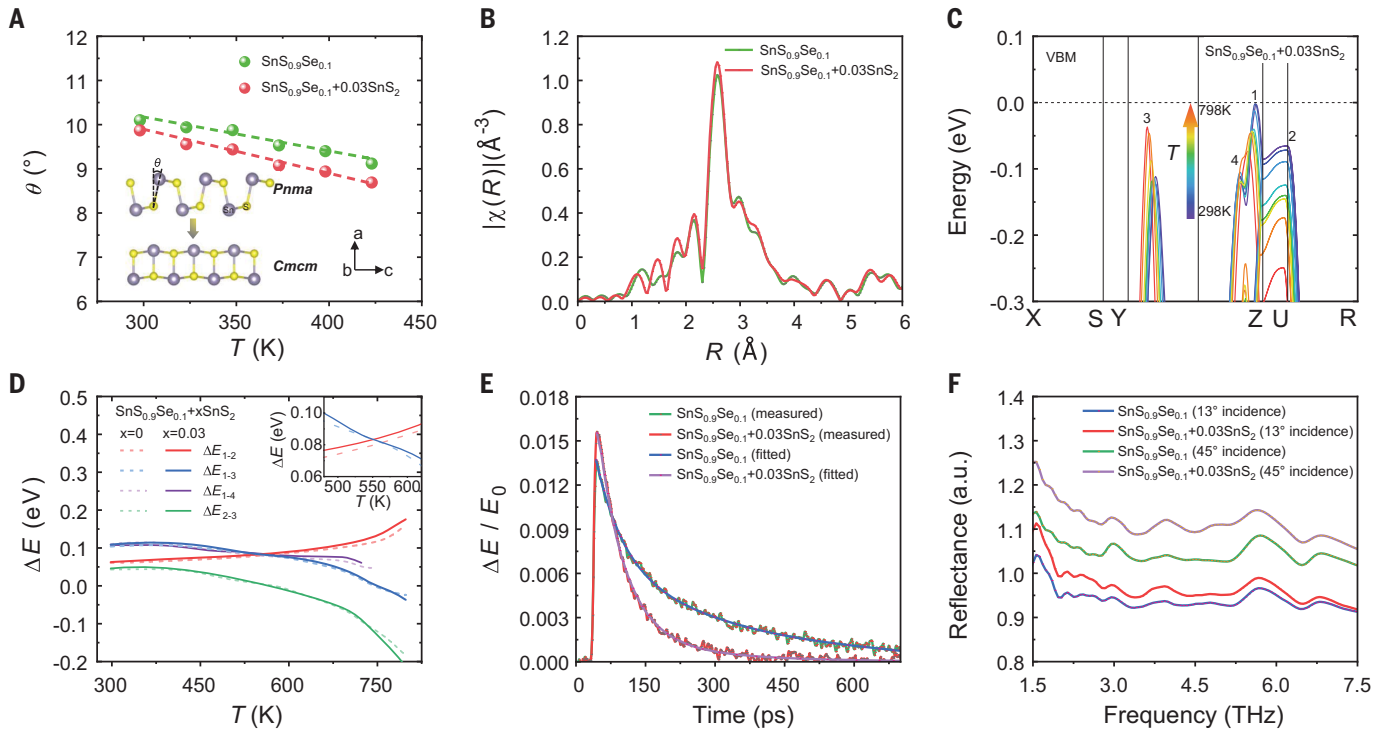 A
12
11
10
9
8
7
6
θ (°)
SnS0.9Se0.1
SnS0.9Se0.1+0.03SnS2
θ
Pnma
Sn
S
Cmcm
a
b
c
300
350
400
450
T (K)
B
1.2
1.0
0.8
0.6
0.4
0.2
0.0
|χ(R)|(Å-3)
SnS0.9Se0.1
SnS0.9Se0.1+0.03SnS2
0
1
2
3
4
5
6
R (Å)
C
VBM
SnS0.9Se0.1+0.03SnS2
0.0
-0.1
-0.2
-0.3
Energy (eV)
3
T
798K
298K
1
4
2
X
S
Y
Z
U
R
D
0.5
0.4
0.3
0.2
0.1
0.0
-0.1
-0.2
ΔE (eV)
SnS0.9Se0.1+xSnS2
x=0 x=0.03
ΔE1-2
ΔE1-3
ΔE1-4
ΔE2-3
0.10
0.08
0.06
ΔE (eV)
500
550
600
T (K)
300
450
600
750
T (K)
E
0.018
0.015
0.012
0.009
0.006
0.003
0.000
ΔE / E0
SnS0.9Se0.1 (measured)
SnS0.9Se0.1+0.03SnS2 (measured)
SnS0.9Se0.1 (fitted)
SnS0.9Se0.1+0.03SnS2 (fitted)
0
150
300
450
600
Time (ps)
F
1.4
1.3
1.2
1.1
1.0
0.9
0.8
Reflectance (a.u.)
SnS0.9Se0.1 (13° incidence)
SnS0.9Se0.1+0.03SnS2 (13° incidence)
SnS0.9Se0.1 (45° incidence)
SnS0.9Se0.1+0.03SnS2 (45° incidence)
1.5
3.0
4.5
6.0
7.5
Frequency (THz)